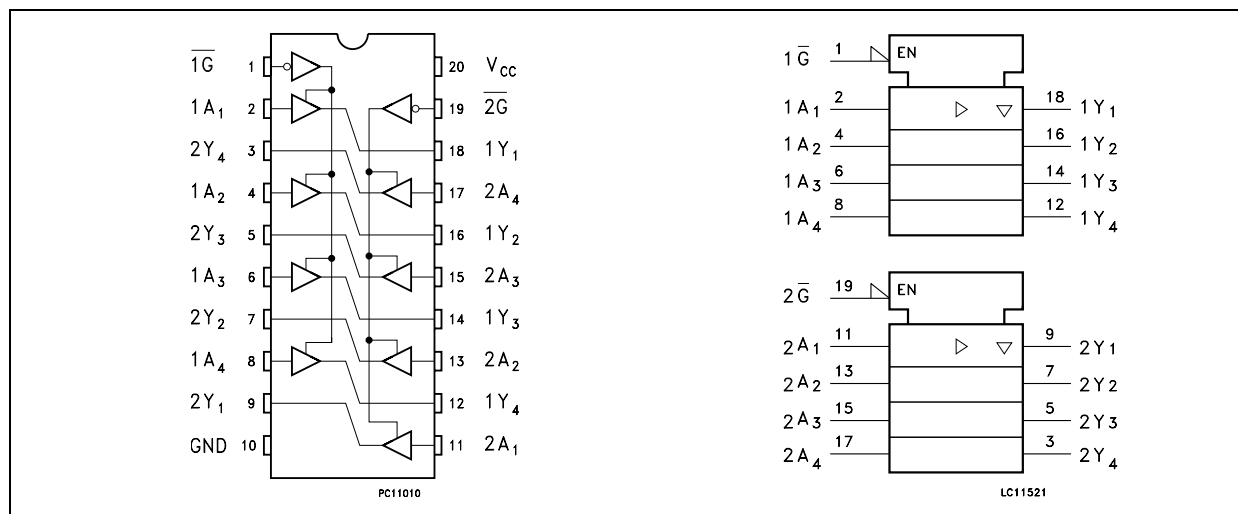 1G̅ 1 20 VCC
1A1 2 19 2G̅
2Y4 3 18 1Y1
1A2 4 17 2A4
2Y3 5 16 1Y2
1A3 6 15 2A3
2Y2 7 14 1Y3
1A4 8 13 2A2
2Y1 9 12 1Y4
GND 10 11 2A1
PC11010
1G̅ 1 EN
1A1 2 18 1Y1
1A2 4 16 1Y2
1A3 6 14 1Y3
1A4 8 12 1Y4
2G̅ 19 EN
2A1 11 9 2Y1
2A2 13 7 2Y2
2A3 15 5 2Y3
2A4 17 3 2Y4
LC11521